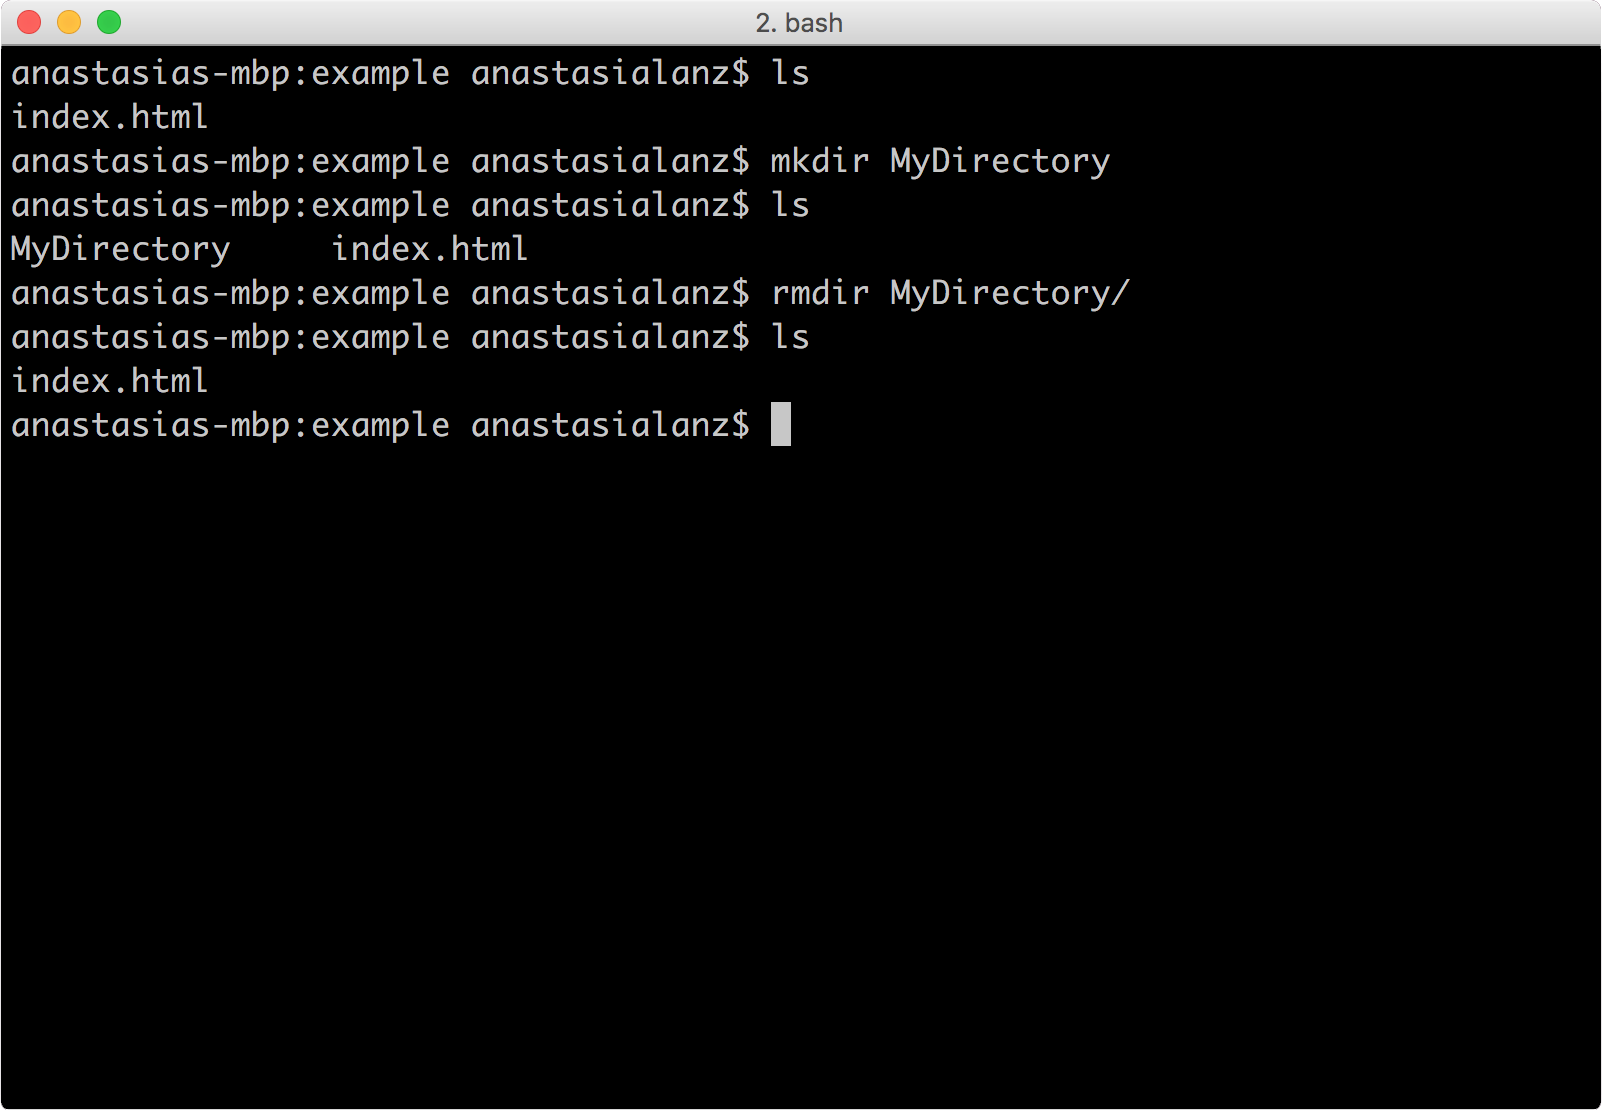 2. bash
anastasias-mbp:example anastasialanz$ ls
index.html
anastasias-mbp:example anastasialanz$ mkdir MyDirectory
anastasias-mbp:example anastasialanz$ ls
MyDirectory     index.html
anastasias-mbp:example anastasialanz$ rmdir MyDirectory/
anastasias-mbp:example anastasialanz$ ls
index.html
anastasias-mbp:example anastasialanz$